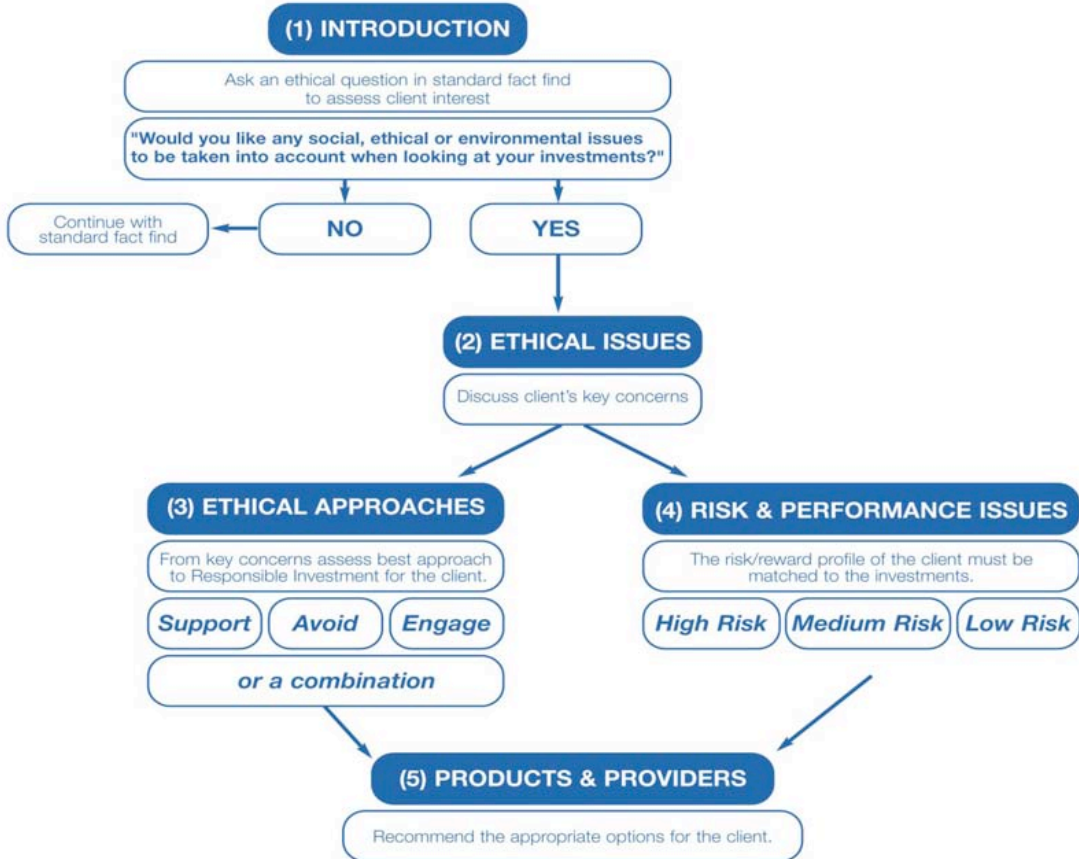 (1) INTRODUCTION
Ask an ethical question in standard fact find
to assess client interest
"Would you like any social, ethical or environmental issues
to be taken into account when looking at your investments?"
Continue with
standard fact find
NO
YES
(2) ETHICAL ISSUES
Discuss client's key concerns
(3) ETHICAL APPROACHES
From key concerns assess best approach
to Responsible Investment for the client.
Support
Avoid
Engage
or a combination
(4) RISK & PERFORMANCE ISSUES
The risk/reward profile of the client must be
matched to the investments.
High Risk
Medium Risk
Low Risk
(5) PRODUCTS & PROVIDERS
Recommend the appropriate options for the client.